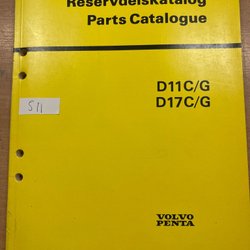 Reservdelskatalog
Parts Catalogue
D11C/G
D17C/G
511
VOLVO
PENTA